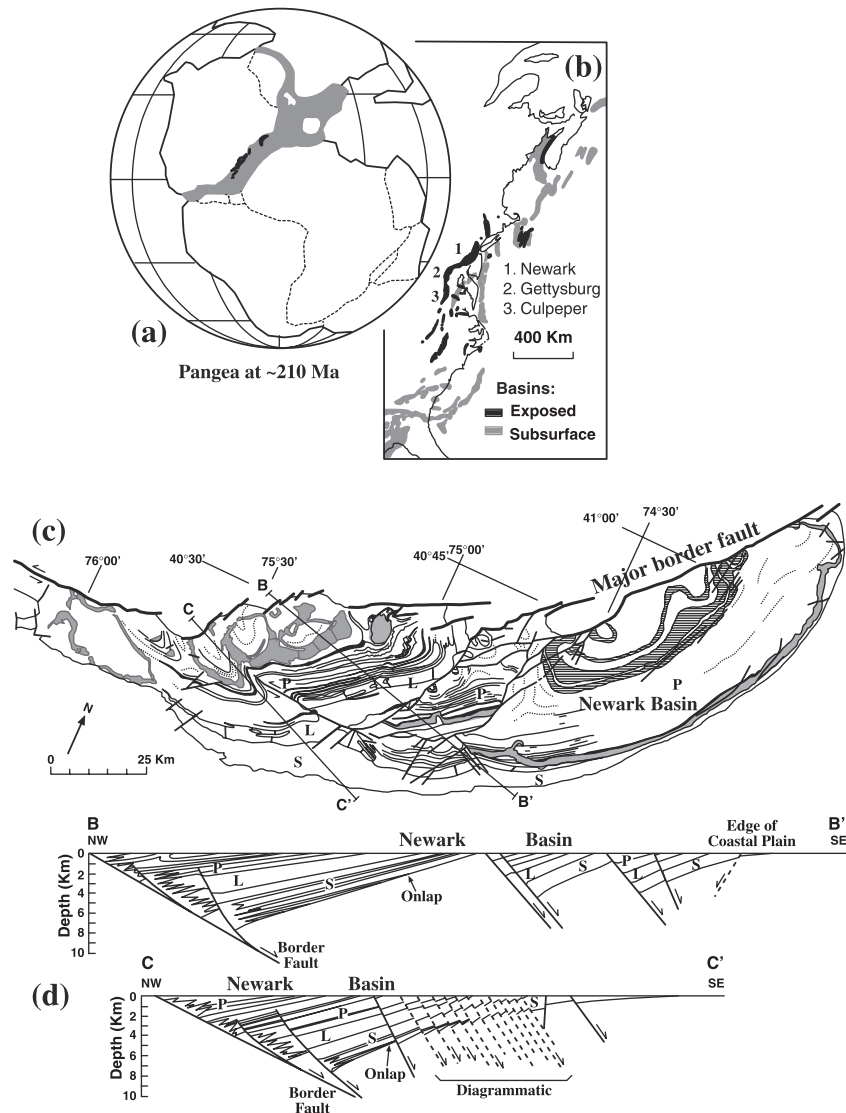 (a)
Pangea at ~210 Ma
(b)
1
2
3
1. Newark
2. Gettysburg
3. Culpeper
400 Km
Basins:
Exposed
Subsurface
(c)
76°00'
40°30'
75°30'
40°45'
75°00'
41°00'
74°30'
Major border fault
B
C
P
L
P
P
Newark Basin
L
S
S
N
0
25 Km
C'
B'
B
NW
Newark Basin
Edge of
Coastal Plain
B'
SE
Depth (Km)
0
2
4
6
8
10
P
L
S
Onlap
L
S
P
L
S
Border
Fault
(d)
C
NW
Newark Basin
C'
SE
Depth (Km)
0
2
4
6
8
10
P
P
L
S
S
Onlap
Border
Fault
Diagrammatic